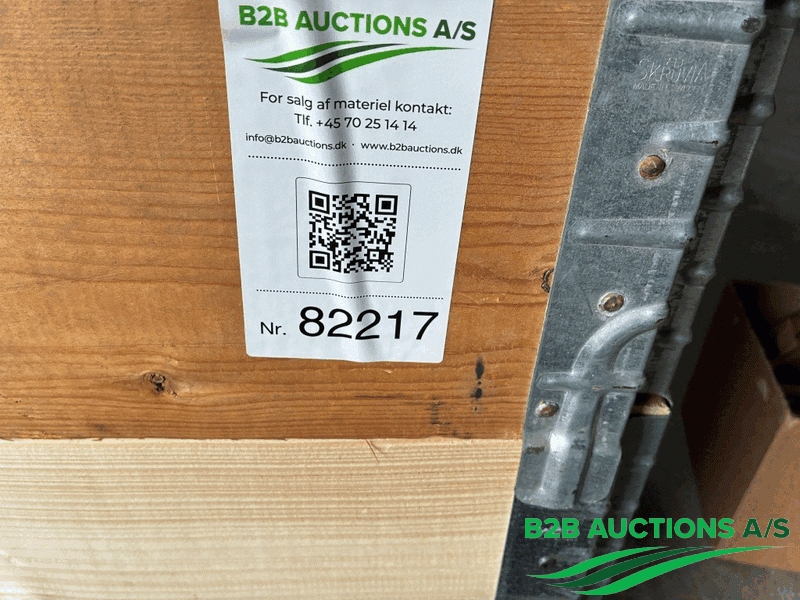 B2B AUCTIONS A/S
For salg af materiel kontakt:
Tlf. +45 70 25 14 14
info@b2bauctions.dk · www.b2bauctions.dk
Nr. 82217
SKRUVIA
B2B AUCTIONS A/S